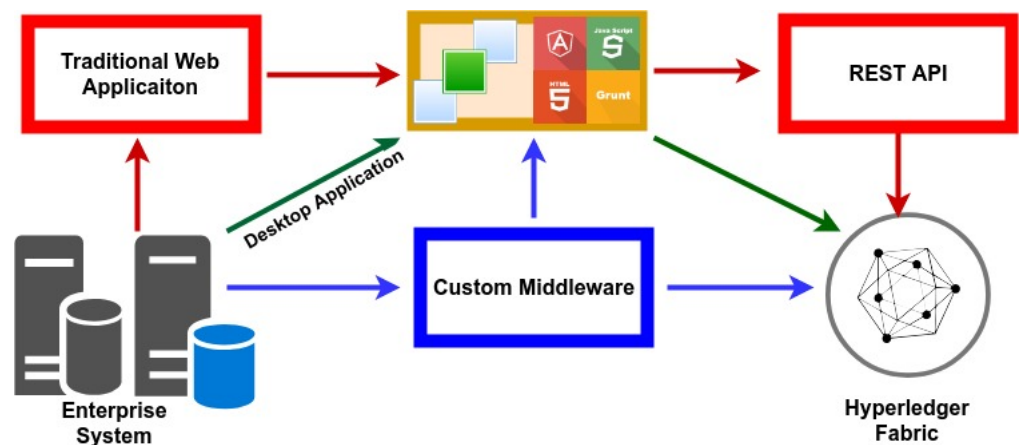 Traditional Web
Applicaiton
Java Script
HTML
Grunt
REST API
Desktop Application
Custom Middleware
Enterprise
System
Hyperledger
Fabric